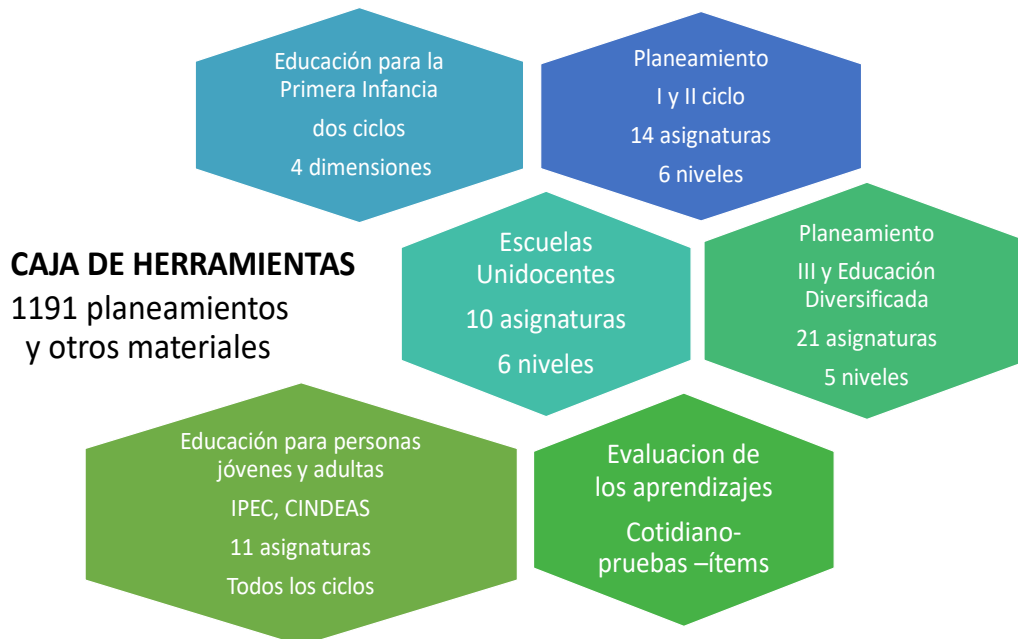 Educación para la
Primera Infancia
dos ciclos
4 dimensiones
Planeamiento
I y II ciclo
14 asignaturas
6 niveles
CAJA DE HERRAMIENTAS
1191 planeamientos
y otros materiales
Escuelas
Unidocentes
10 asignaturas
6 niveles
Planeamiento
III y Educación
Diversificada
21 asignaturas
5 niveles
Educación para personas
jóvenes y adultas
IPEC, CINDEAS
11 asignaturas
Todos los ciclos
Evaluacion de
los aprendizajes
Cotidiano-
pruebas –ítems